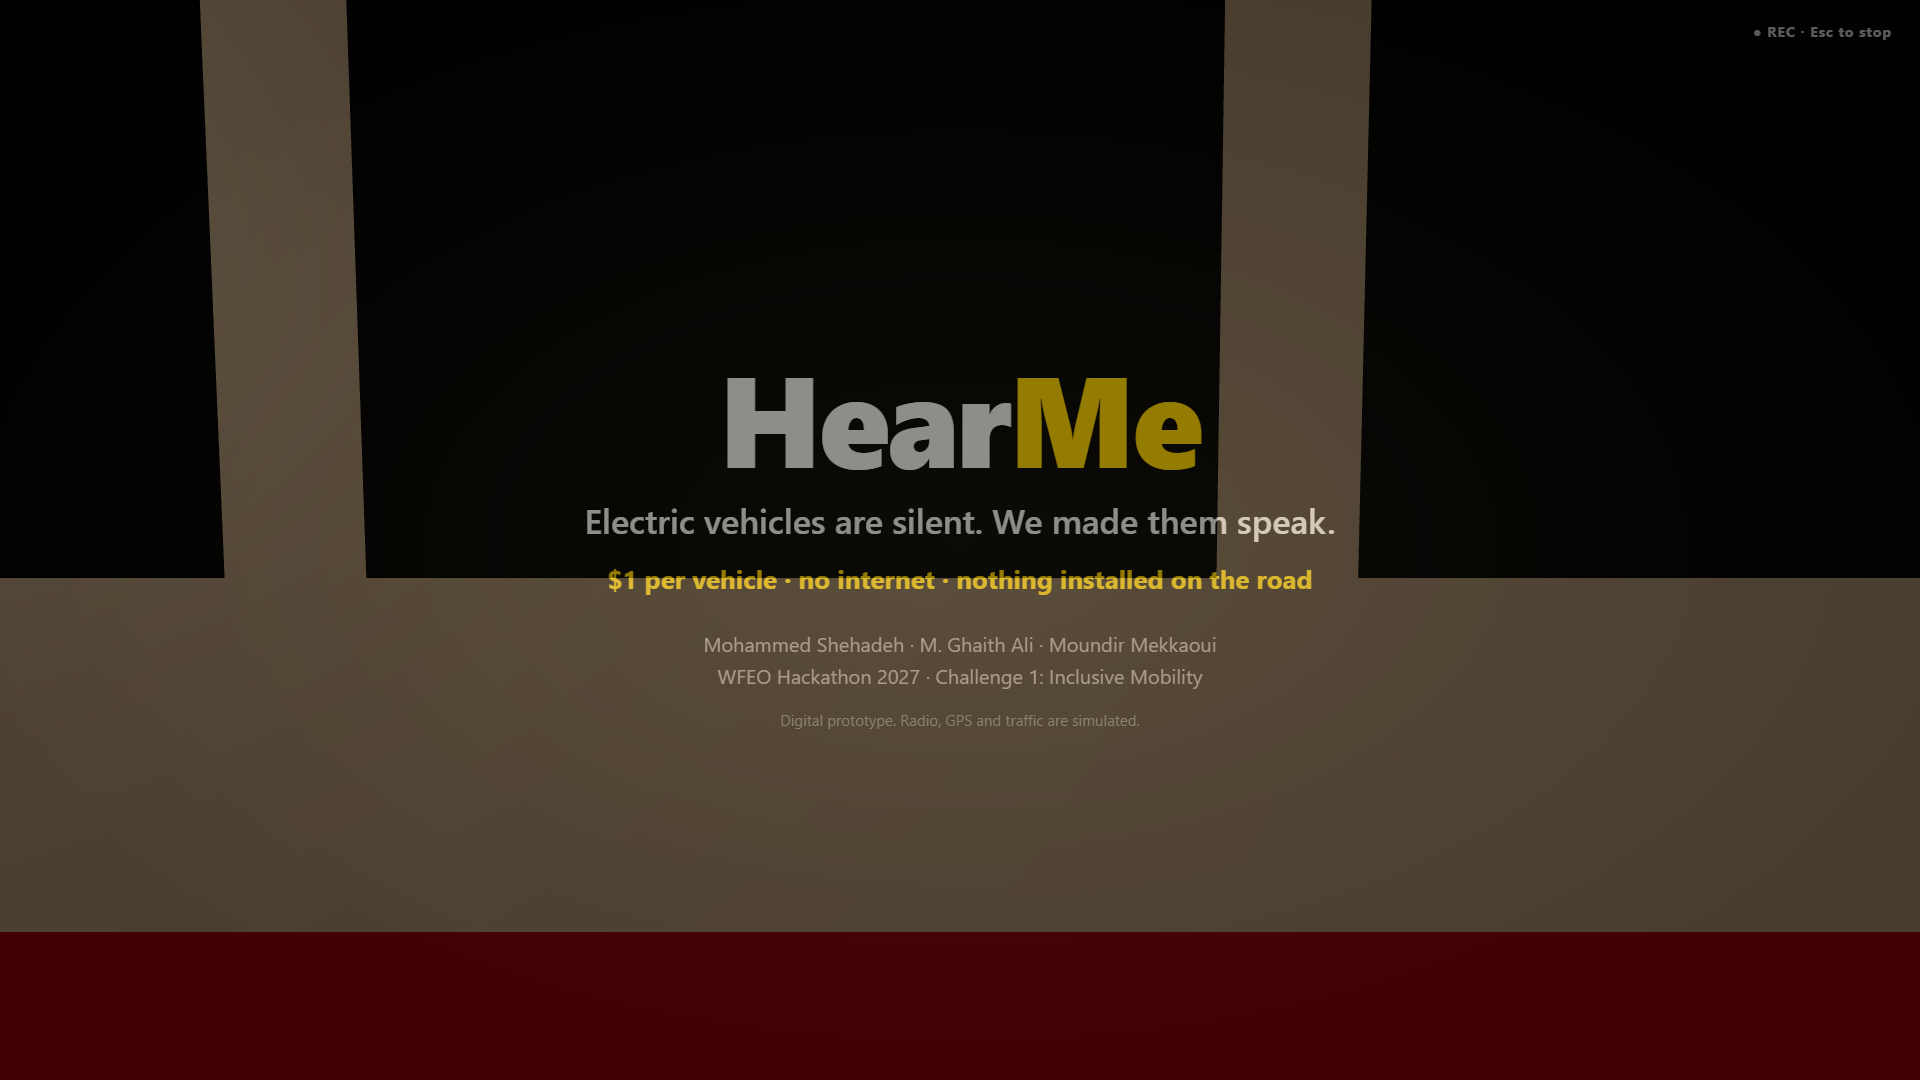 ● REC · Esc to stop
HearMe
Electric vehicles are silent. We made them speak.
$1 per vehicle · no internet · nothing installed on the road
Mohammed Shehadeh · M. Ghaith Ali · Moundir Mekkaoui
WFEO Hackathon 2027 · Challenge 1: Inclusive Mobility
Digital prototype. Radio, GPS and traffic are simulated.